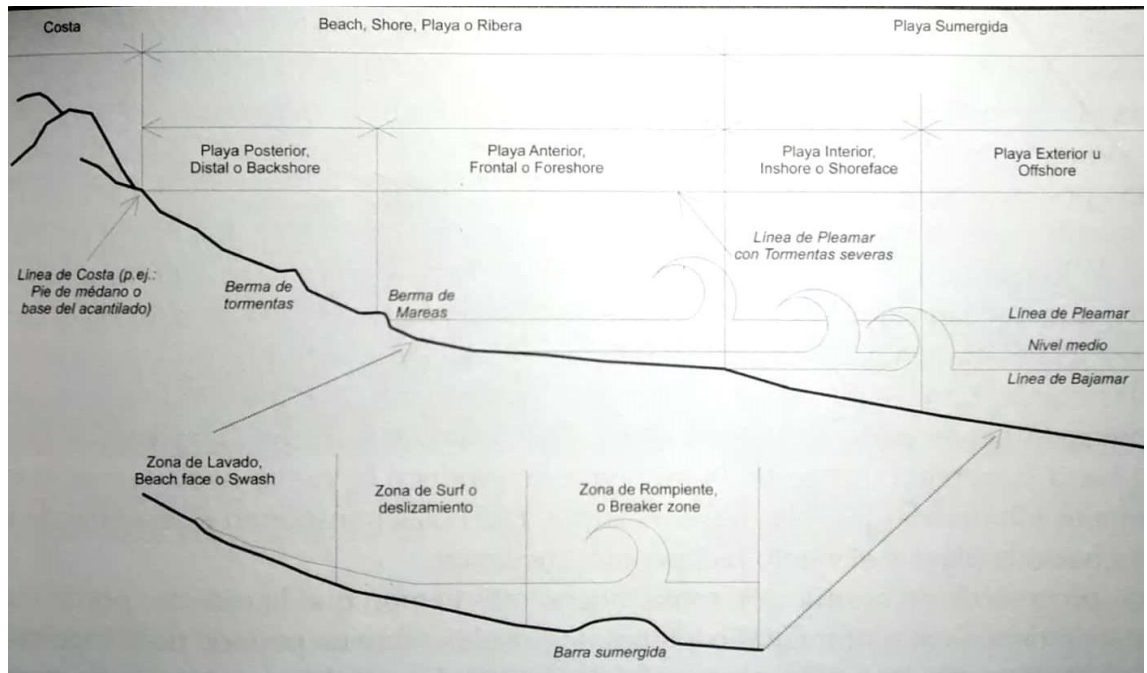 Costa
Beach, Shore, Playa o Ribera
Playa Sumergida
Playa Posterior,
Distal o Backshore
Playa Anterior,
Frontal o Foreshore
Playa Interior,
Inshore o Shoreface
Playa Exterior u
Offshore
Línea de Pleamar
con Tormentas severas
Línea de Costa (p.ej.:
Pie de médano o
base del acantilado)
Berma de
tormentas
Berma de
Mareas
Línea de Pleamar
Nivel medio
Línea de Bajamar
Zona de Lavado,
Beach face o Swash
Zona de Surf o
deslizamiento
Zona de Rompiente,
o Breaker zone
Barra sumergida